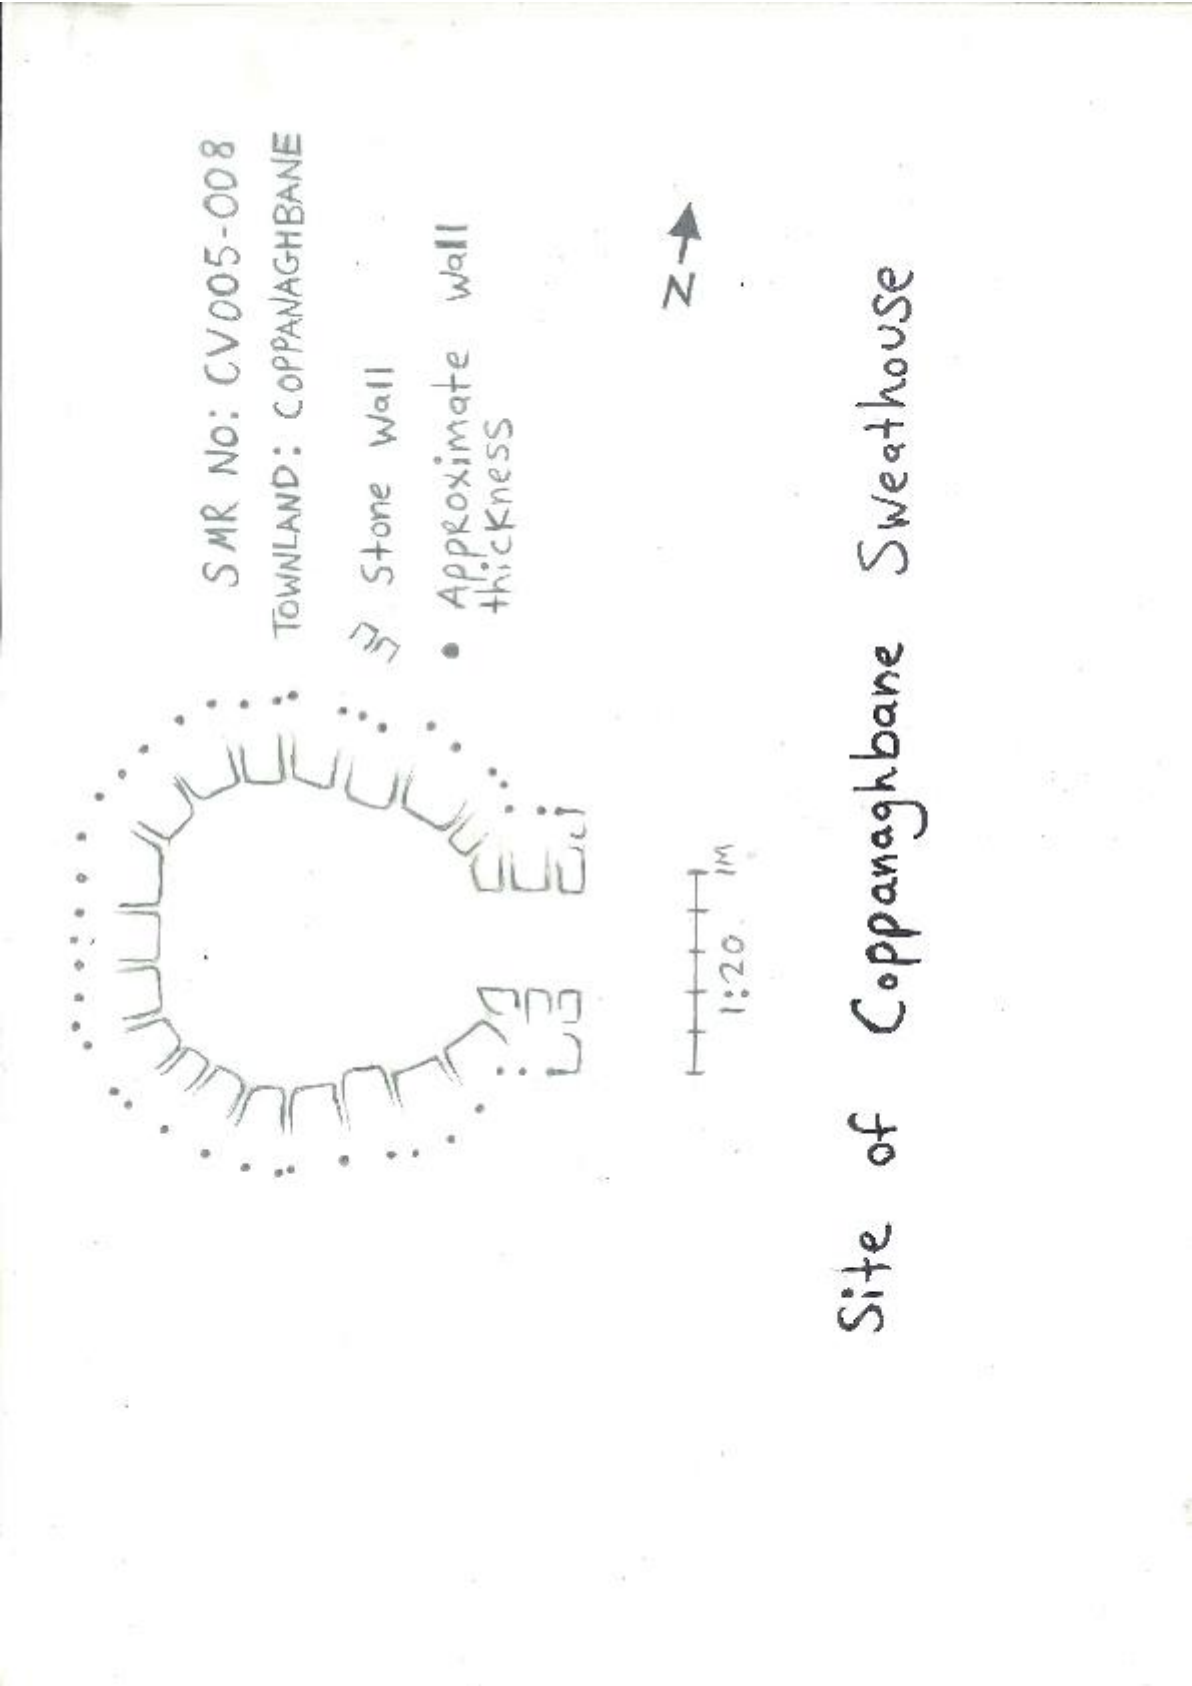 SMR No: CV005-008
TOWNLAND: COPPANAGHBANE
Stone Wall
Approximate wall
thickness
N
1M
1:20
Site of Coppanaghbane Sweathouse